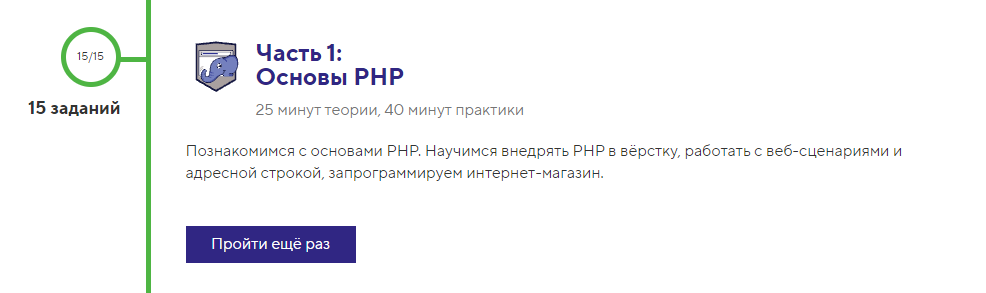 15/15
15 заданий
Часть 1:
Основы PHP
25 минут теории, 40 минут практики
Познакомимся с основами PHP. Научимся внедрять PHP в вёрстку, работать с веб-сценариями и
адресной строкой, запрограммируем интернет-магазин.
Пройти ещё раз